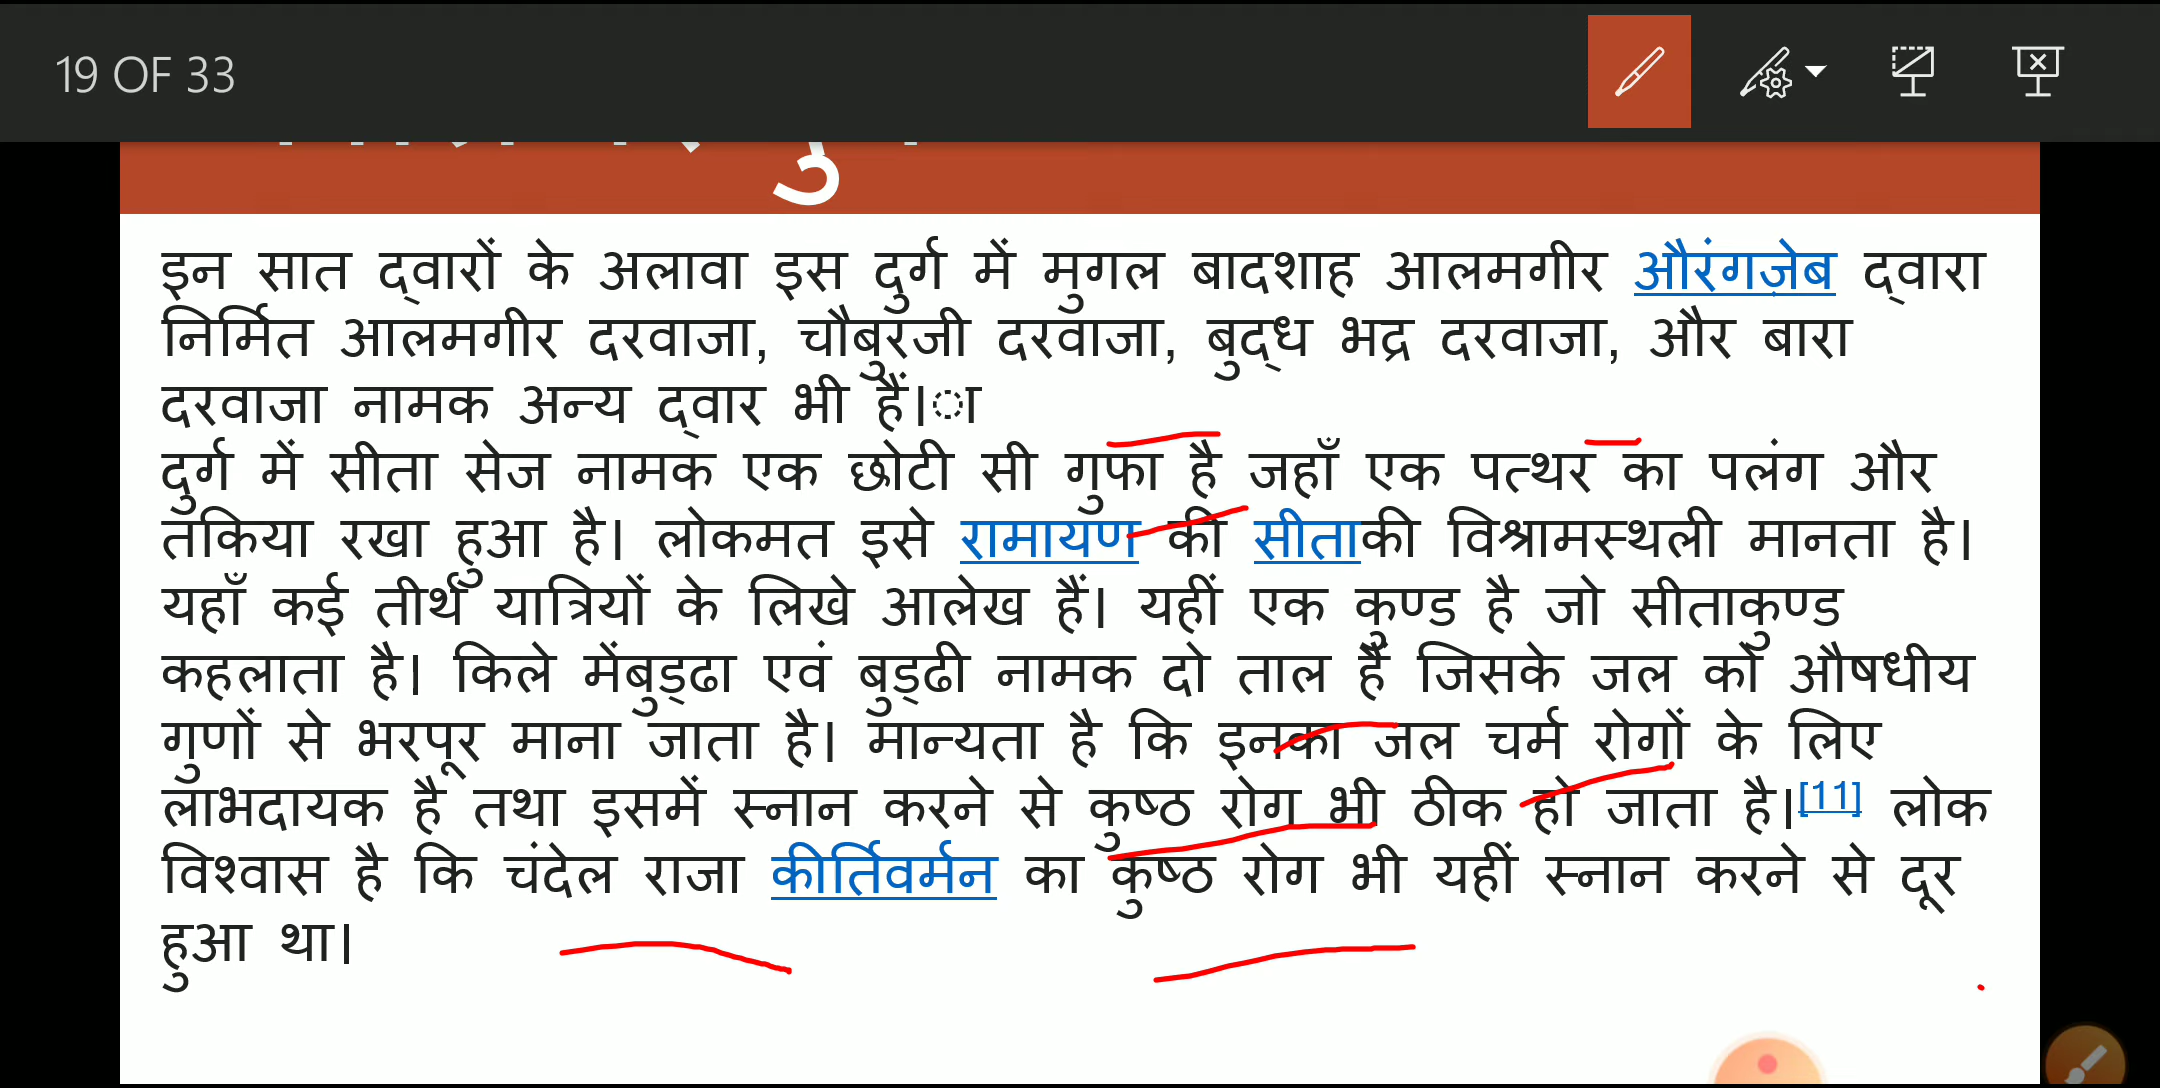 19 OF 33
इन सात द्वारों के अलावा इस दुर्ग में मुगल बादशाह आलमगीर औरंगज़ेब द्वारा
निर्मित आलमगीर दरवाजा, चौबुरजी दरवाजा, बुद्ध भद्र दरवाजा, और बारा
दरवाजा नामक अन्य द्वार भी हैं।ा
दुर्ग में सीता सेज नामक एक छोटी सी गुफा है जहाँ एक पत्थर का पलंग और
तकिया रखा हुआ है। लोकमत इसे रामायण की सीताकी विश्रामस्थली मानता है।
यहाँ कई तीर्थ यात्रियों के लिखे आलेख हैं। यहीं एक कुण्ड है जो सीताकुण्ड
कहलाता है। किले मेंबुड्ढा एवं बुड्ढी नामक दो ताल हैं जिसके जल को औषधीय
गुणों से भरपूर माना जाता है। मान्यता है कि इनका जल चर्म रोगों के लिए
लाभदायक है तथा इसमें स्नान करने से कुष्ठ रोग भी ठीक हो जाता है।[11] लोक
विश्वास है कि चंदेल राजा कीर्तिवर्मन का कुष्ठ रोग भी यहीं स्नान करने से दूर
हुआ था।